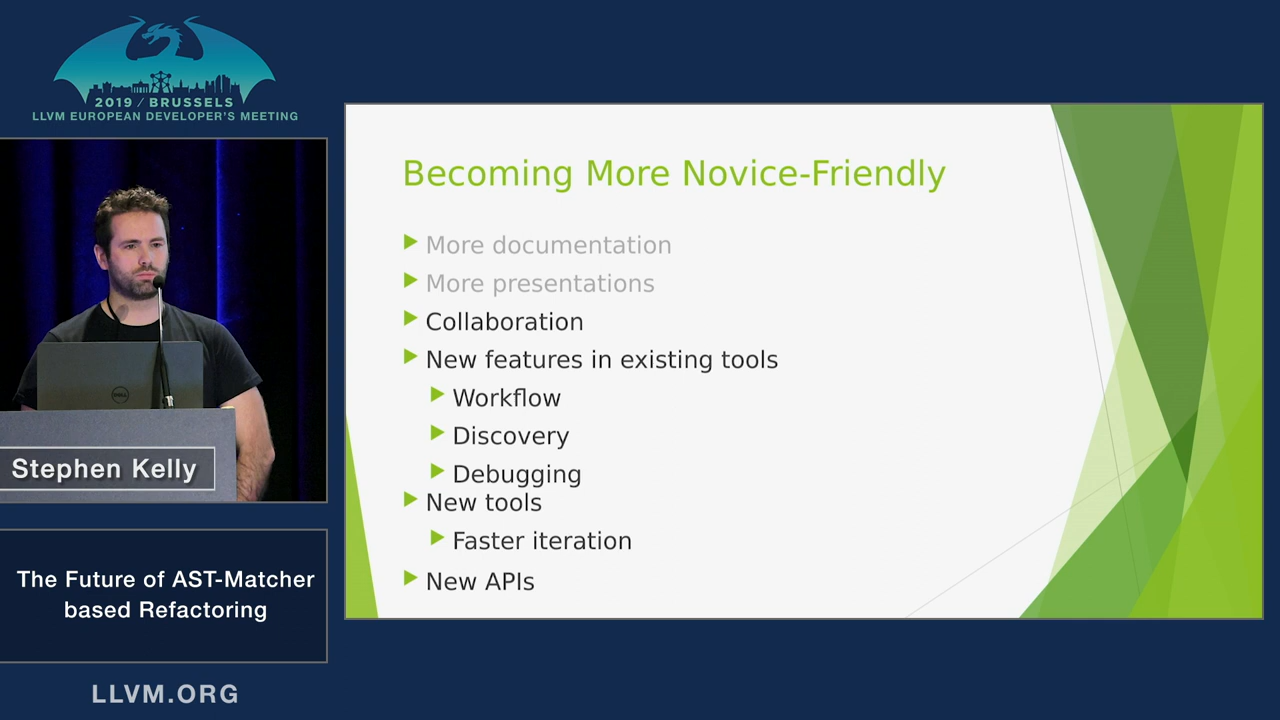 2019 / BRUSSELS
LLVM EUROPEAN DEVELOPER'S MEETING
Stephen Kelly
The Future of AST-Matcher
based Refactoring
LLVM.ORG
Becoming More Novice-Friendly
More documentation
More presentations
Collaboration
New features in existing tools
Workflow
Discovery
Debugging
New tools
Faster iteration
New APIs
DELL